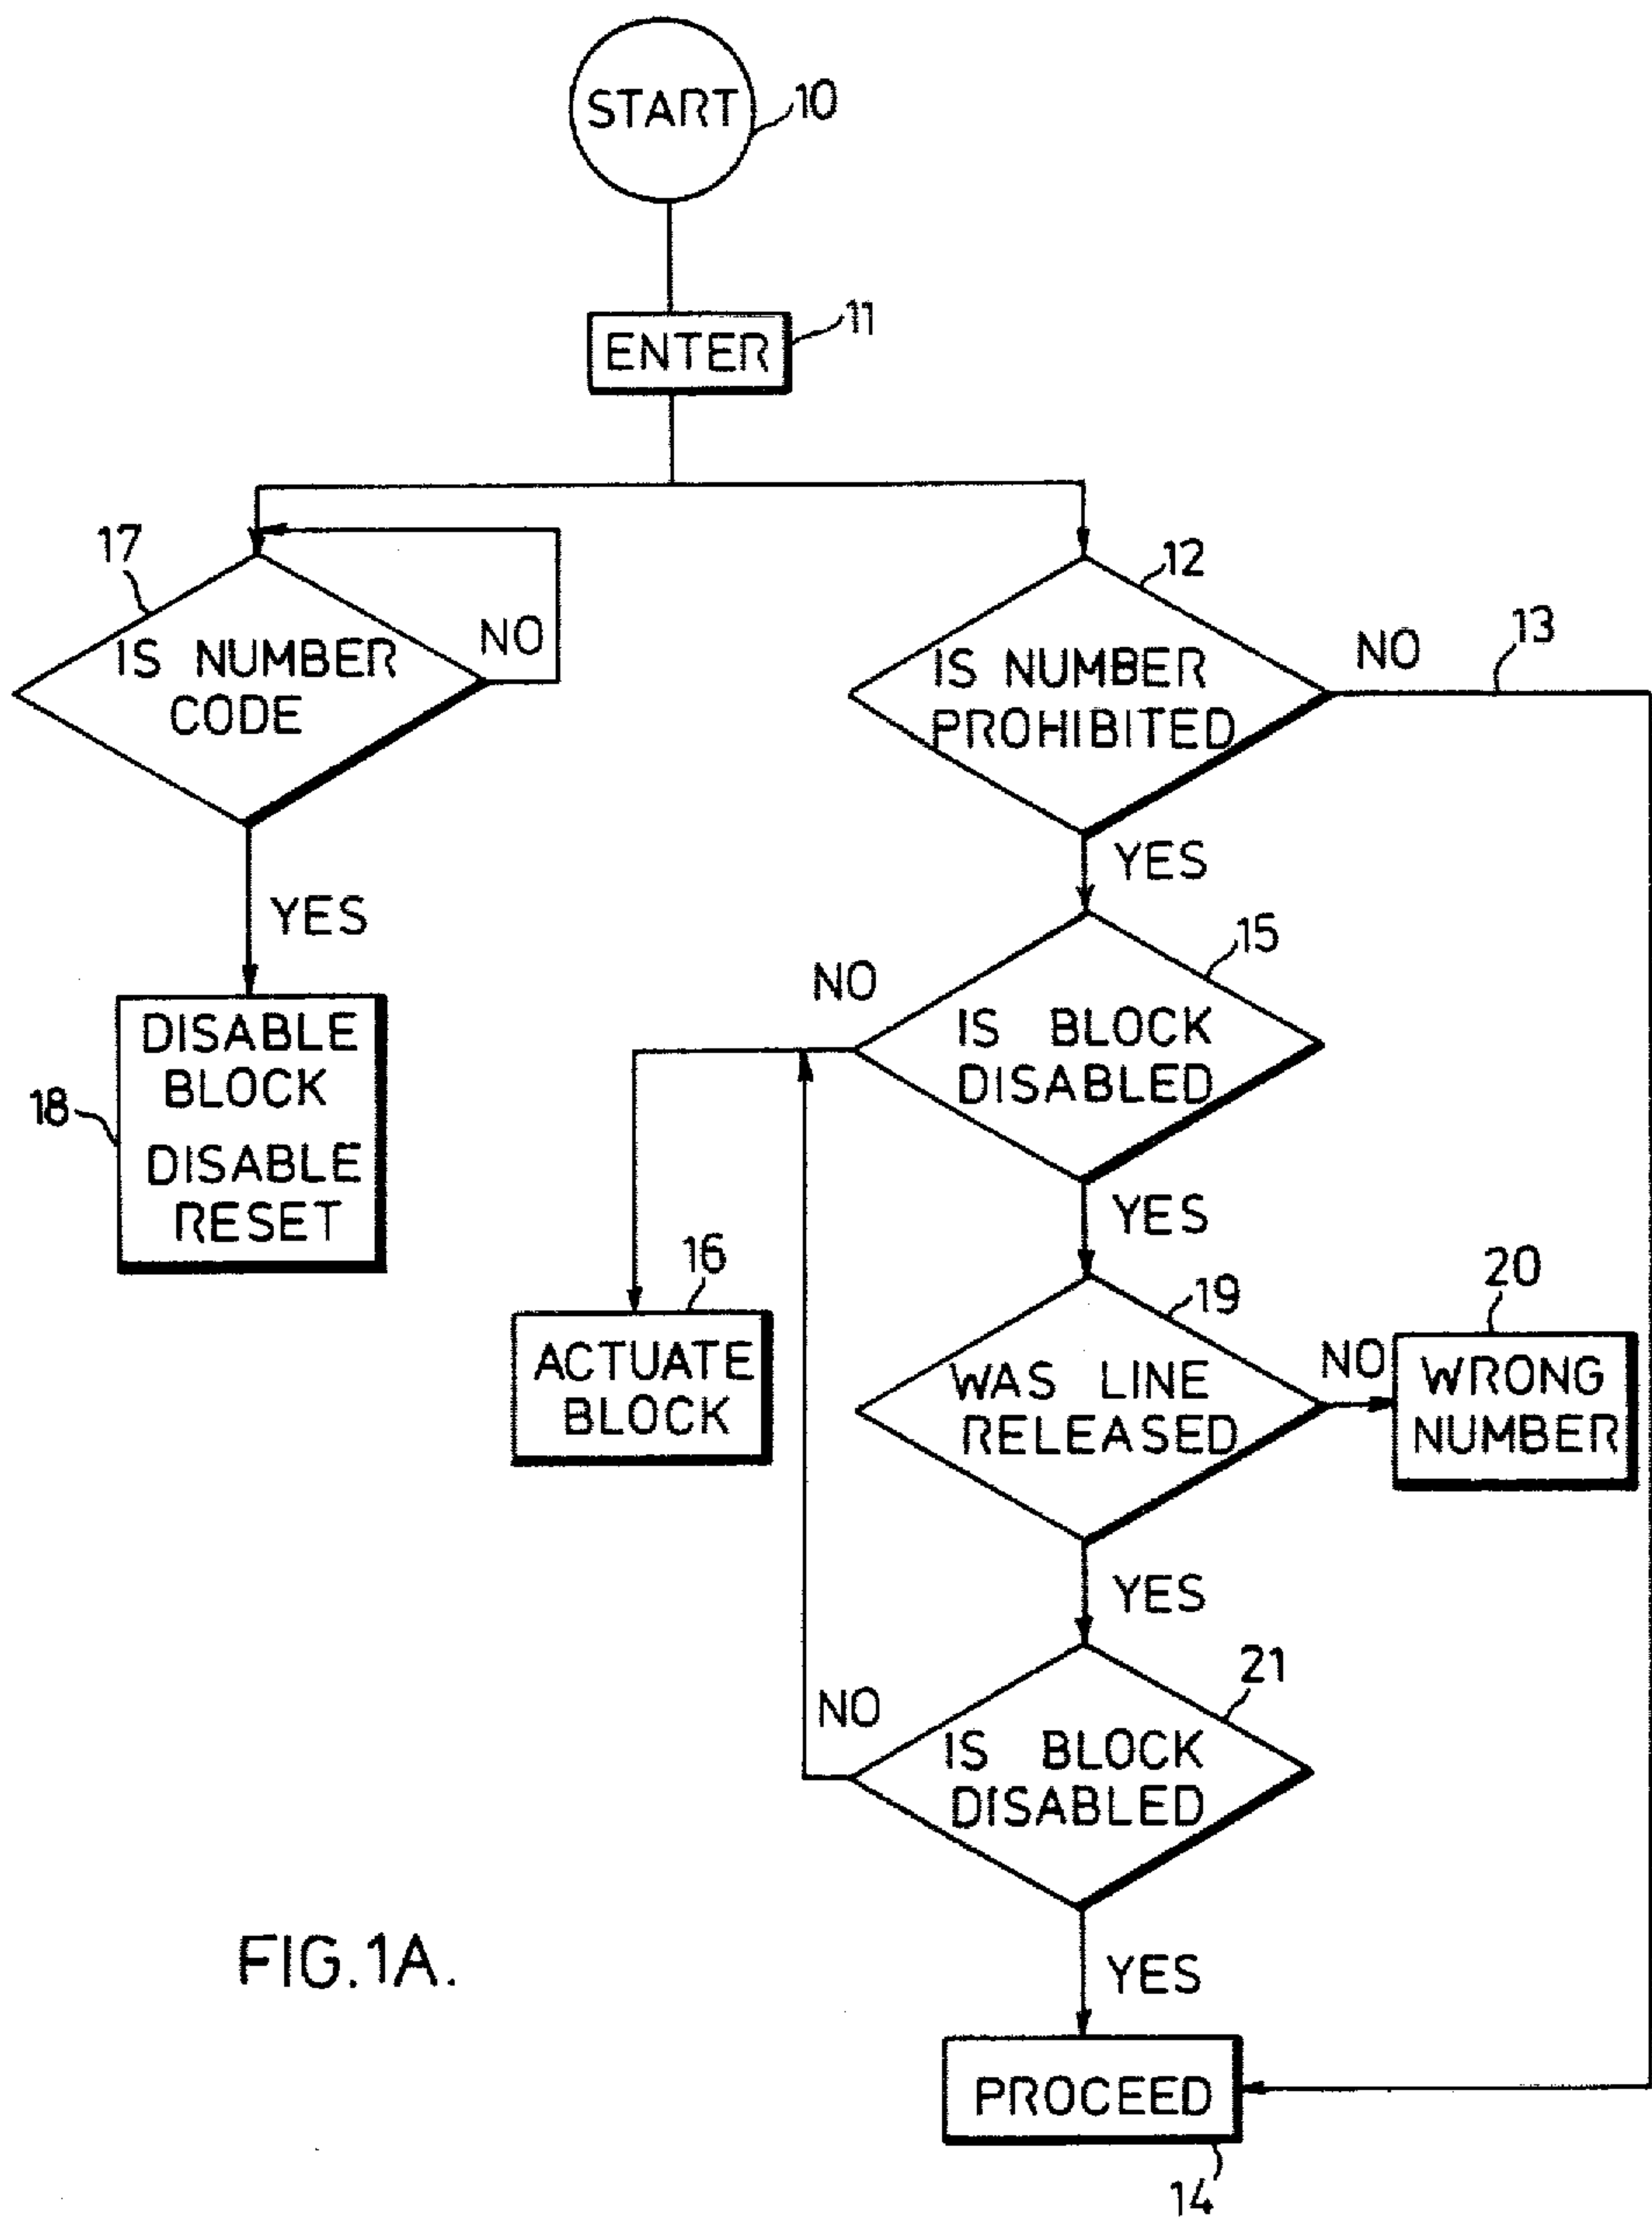 START
10
ENTER
11
17
IS NUMBER
CODE
NO
12
IS NUMBER
PROHIBITED
NO
13
YES
YES
15
NO
IS BLOCK
DISABLED
18
DISABLE
BLOCK
DISABLE
RESET
YES
16
ACTUATE
BLOCK
19
WAS LINE
RELEASED
NO
20
WRONG
NUMBER
YES
21
NO
IS BLOCK
DISABLED
YES
FIG.1A.
PROCEED
14